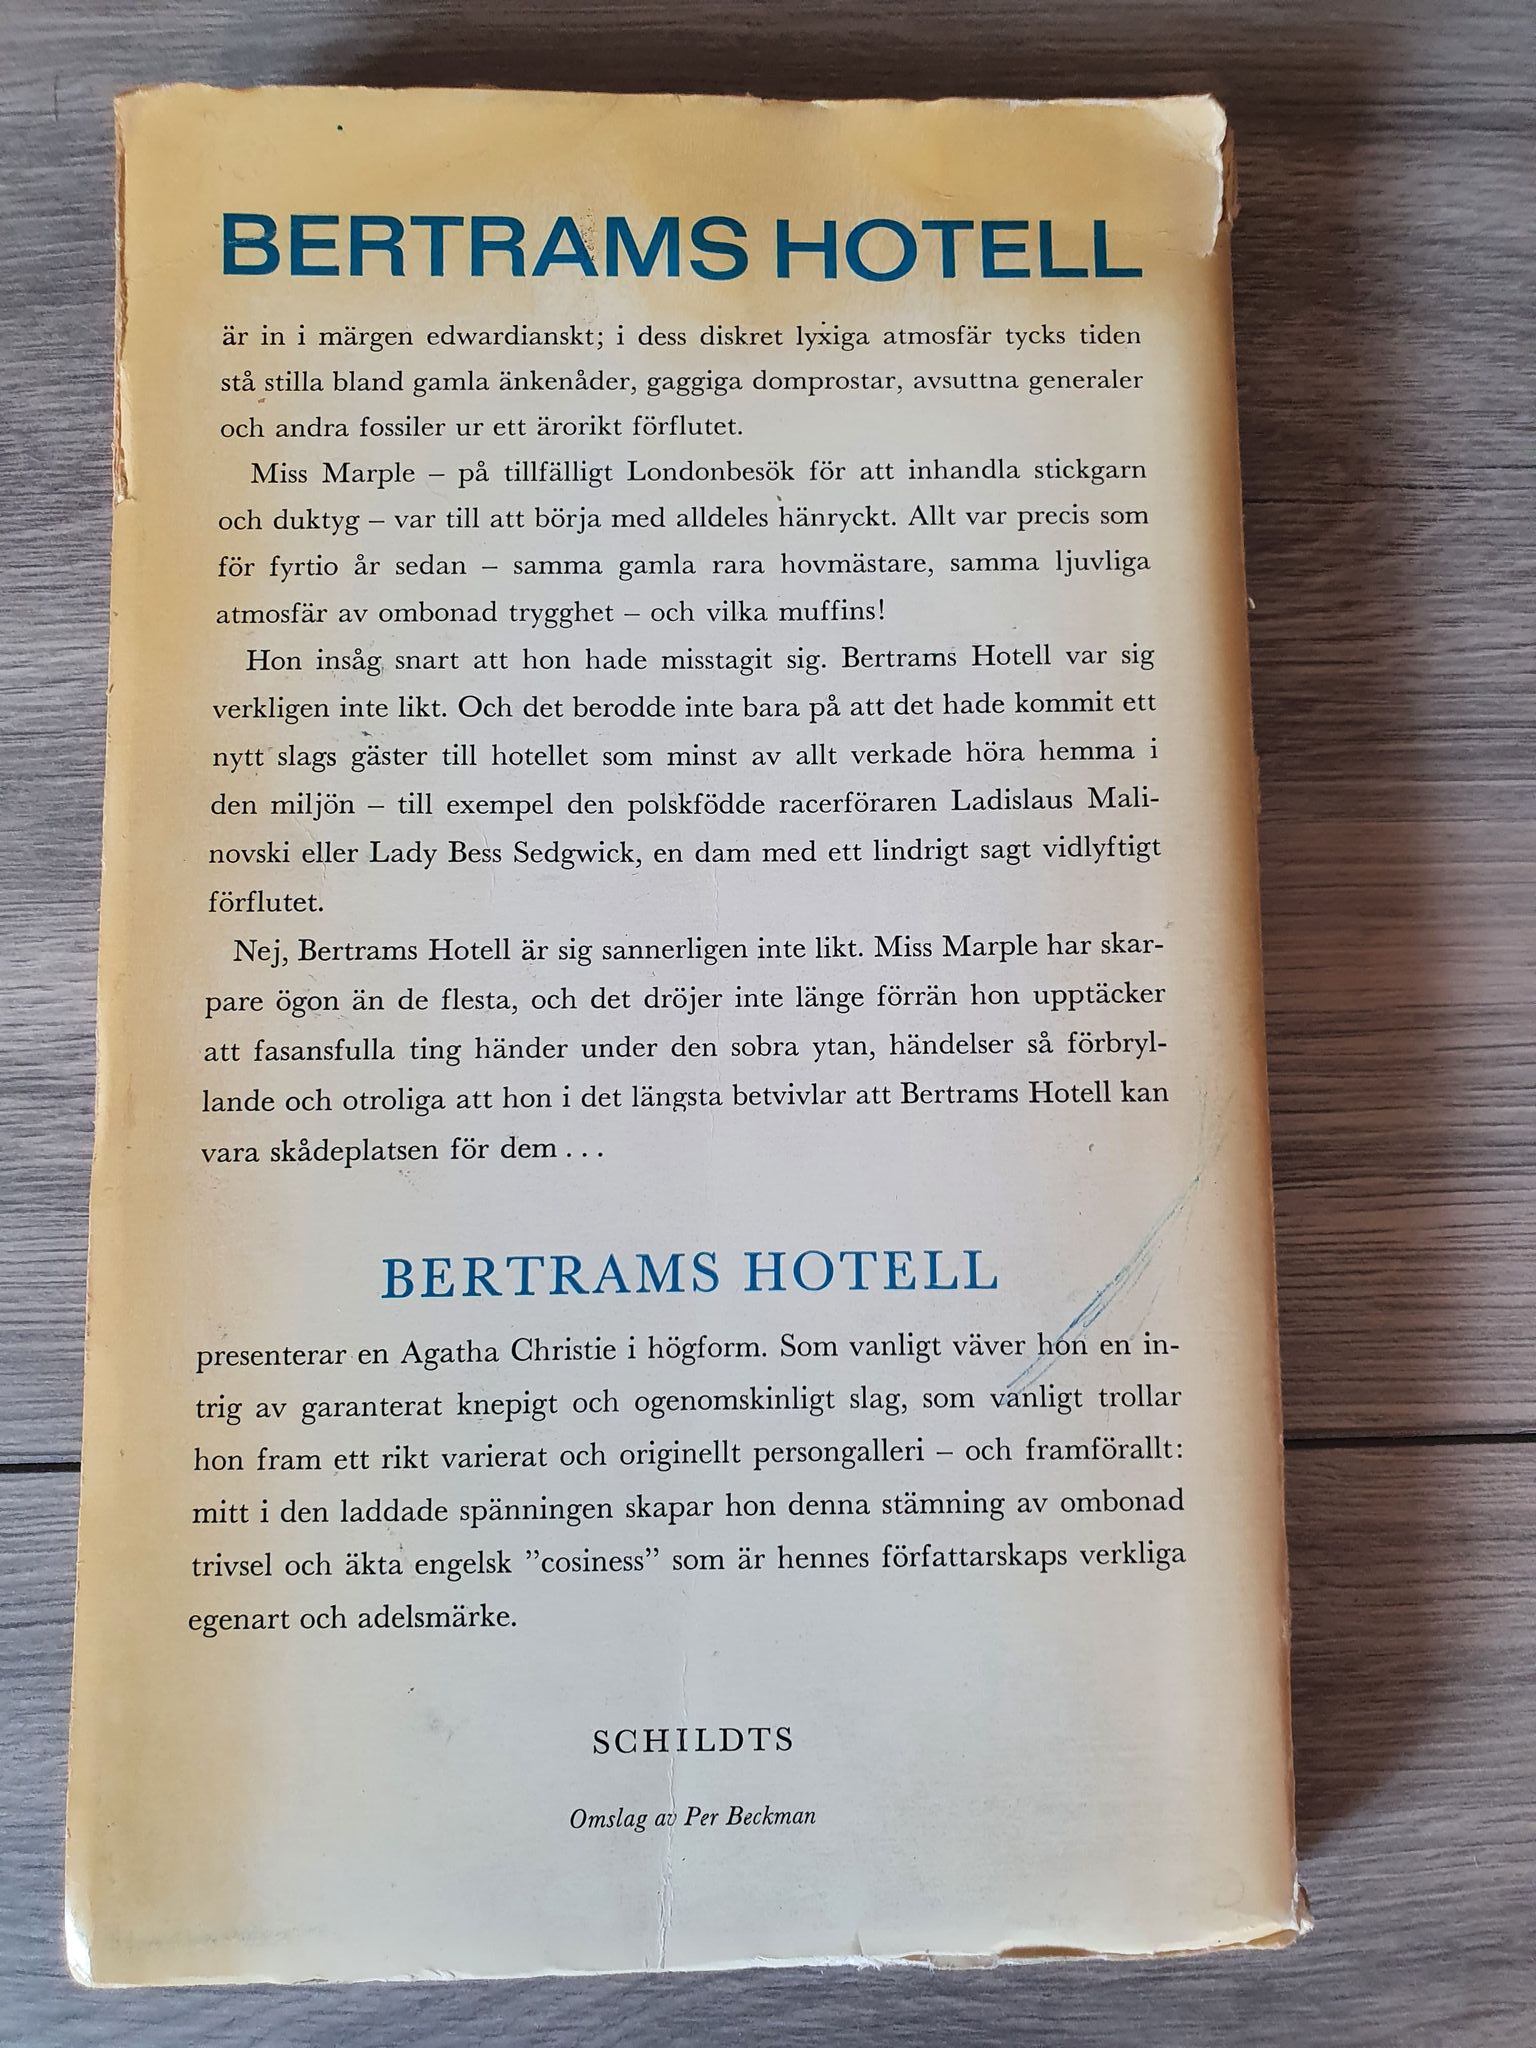 BERTRAMS HOTELL
är in i märgen edwardianskt; i dess diskret lyxiga atmosfär tycks tiden
stå stilla bland gamla änkenåder, gaggiga domprostar, avsuttna generaler
och andra fossiler ur ett ärorikt förflutet.
Miss Marple – på tillfälligt Londonbesök för att inhandla stickgarn
och duktyg – var till att börja med alldeles hänryckt. Allt var precis som
för fyrtio år sedan – samma gamla rara hovmästare, samma ljuvliga
atmosfär av ombonad trygghet – och vilka muffins!
Hon insåg snart att hon hade misstagit sig. Bertrams Hotell var sig
verkligen inte likt. Och det berodde inte bara på att det hade kommit ett
nytt slags gäster till hotellet som minst av allt verkade höra hemma i
den miljön – till exempel den polskfödde racerföraren Ladislaus Mali-
novski eller Lady Bess Sedgwick, en dam med ett lindrigt sagt vidlyftigt
förflutet.
Nej, Bertrams Hotell är sig sannerligen inte likt. Miss Marple har skar-
pare ögon än de flesta, och det dröjer inte länge förrän hon upptäcker
att fasansfulla ting händer under den sobra ytan, händelser så förbryl-
lande och otroliga att hon i det längsta betvivlar att Bertrams Hotell kan
vara skådeplatsen för dem . . .
BERTRAMS HOTELL
presenterar en Agatha Christie i högform. Som vanligt väver hon en in-
trig av garanterat knepigt och ogenomskinligt slag, som vanligt trollar
hon fram ett rikt varierat och originellt persongalleri – och framförallt:
mitt i den laddade spänningen skapar hon denna stämning av ombonad
trivsel och äkta engelsk ”cosiness” som är hennes författarskaps verkliga
egenart och adelsmärke.
SCHILDTS
Omslag av Per Beckman